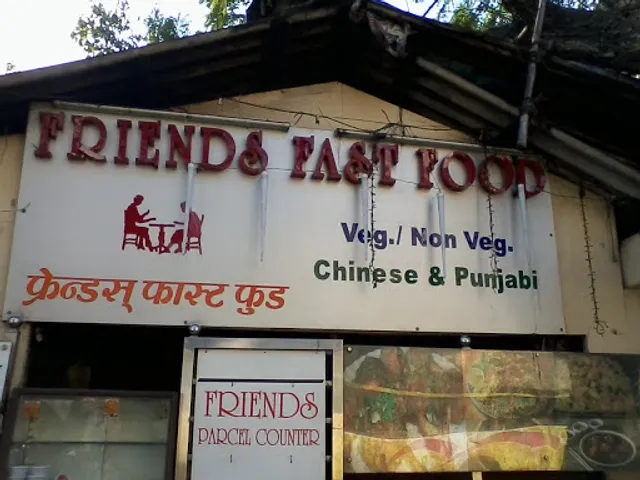 FRIENDS FAST FOOD
Veg./ Non Veg.
Chinese & Punjabi
फ्रेन्डस् फास्ट फुड
FRIENDS
PARCEL COUNTER